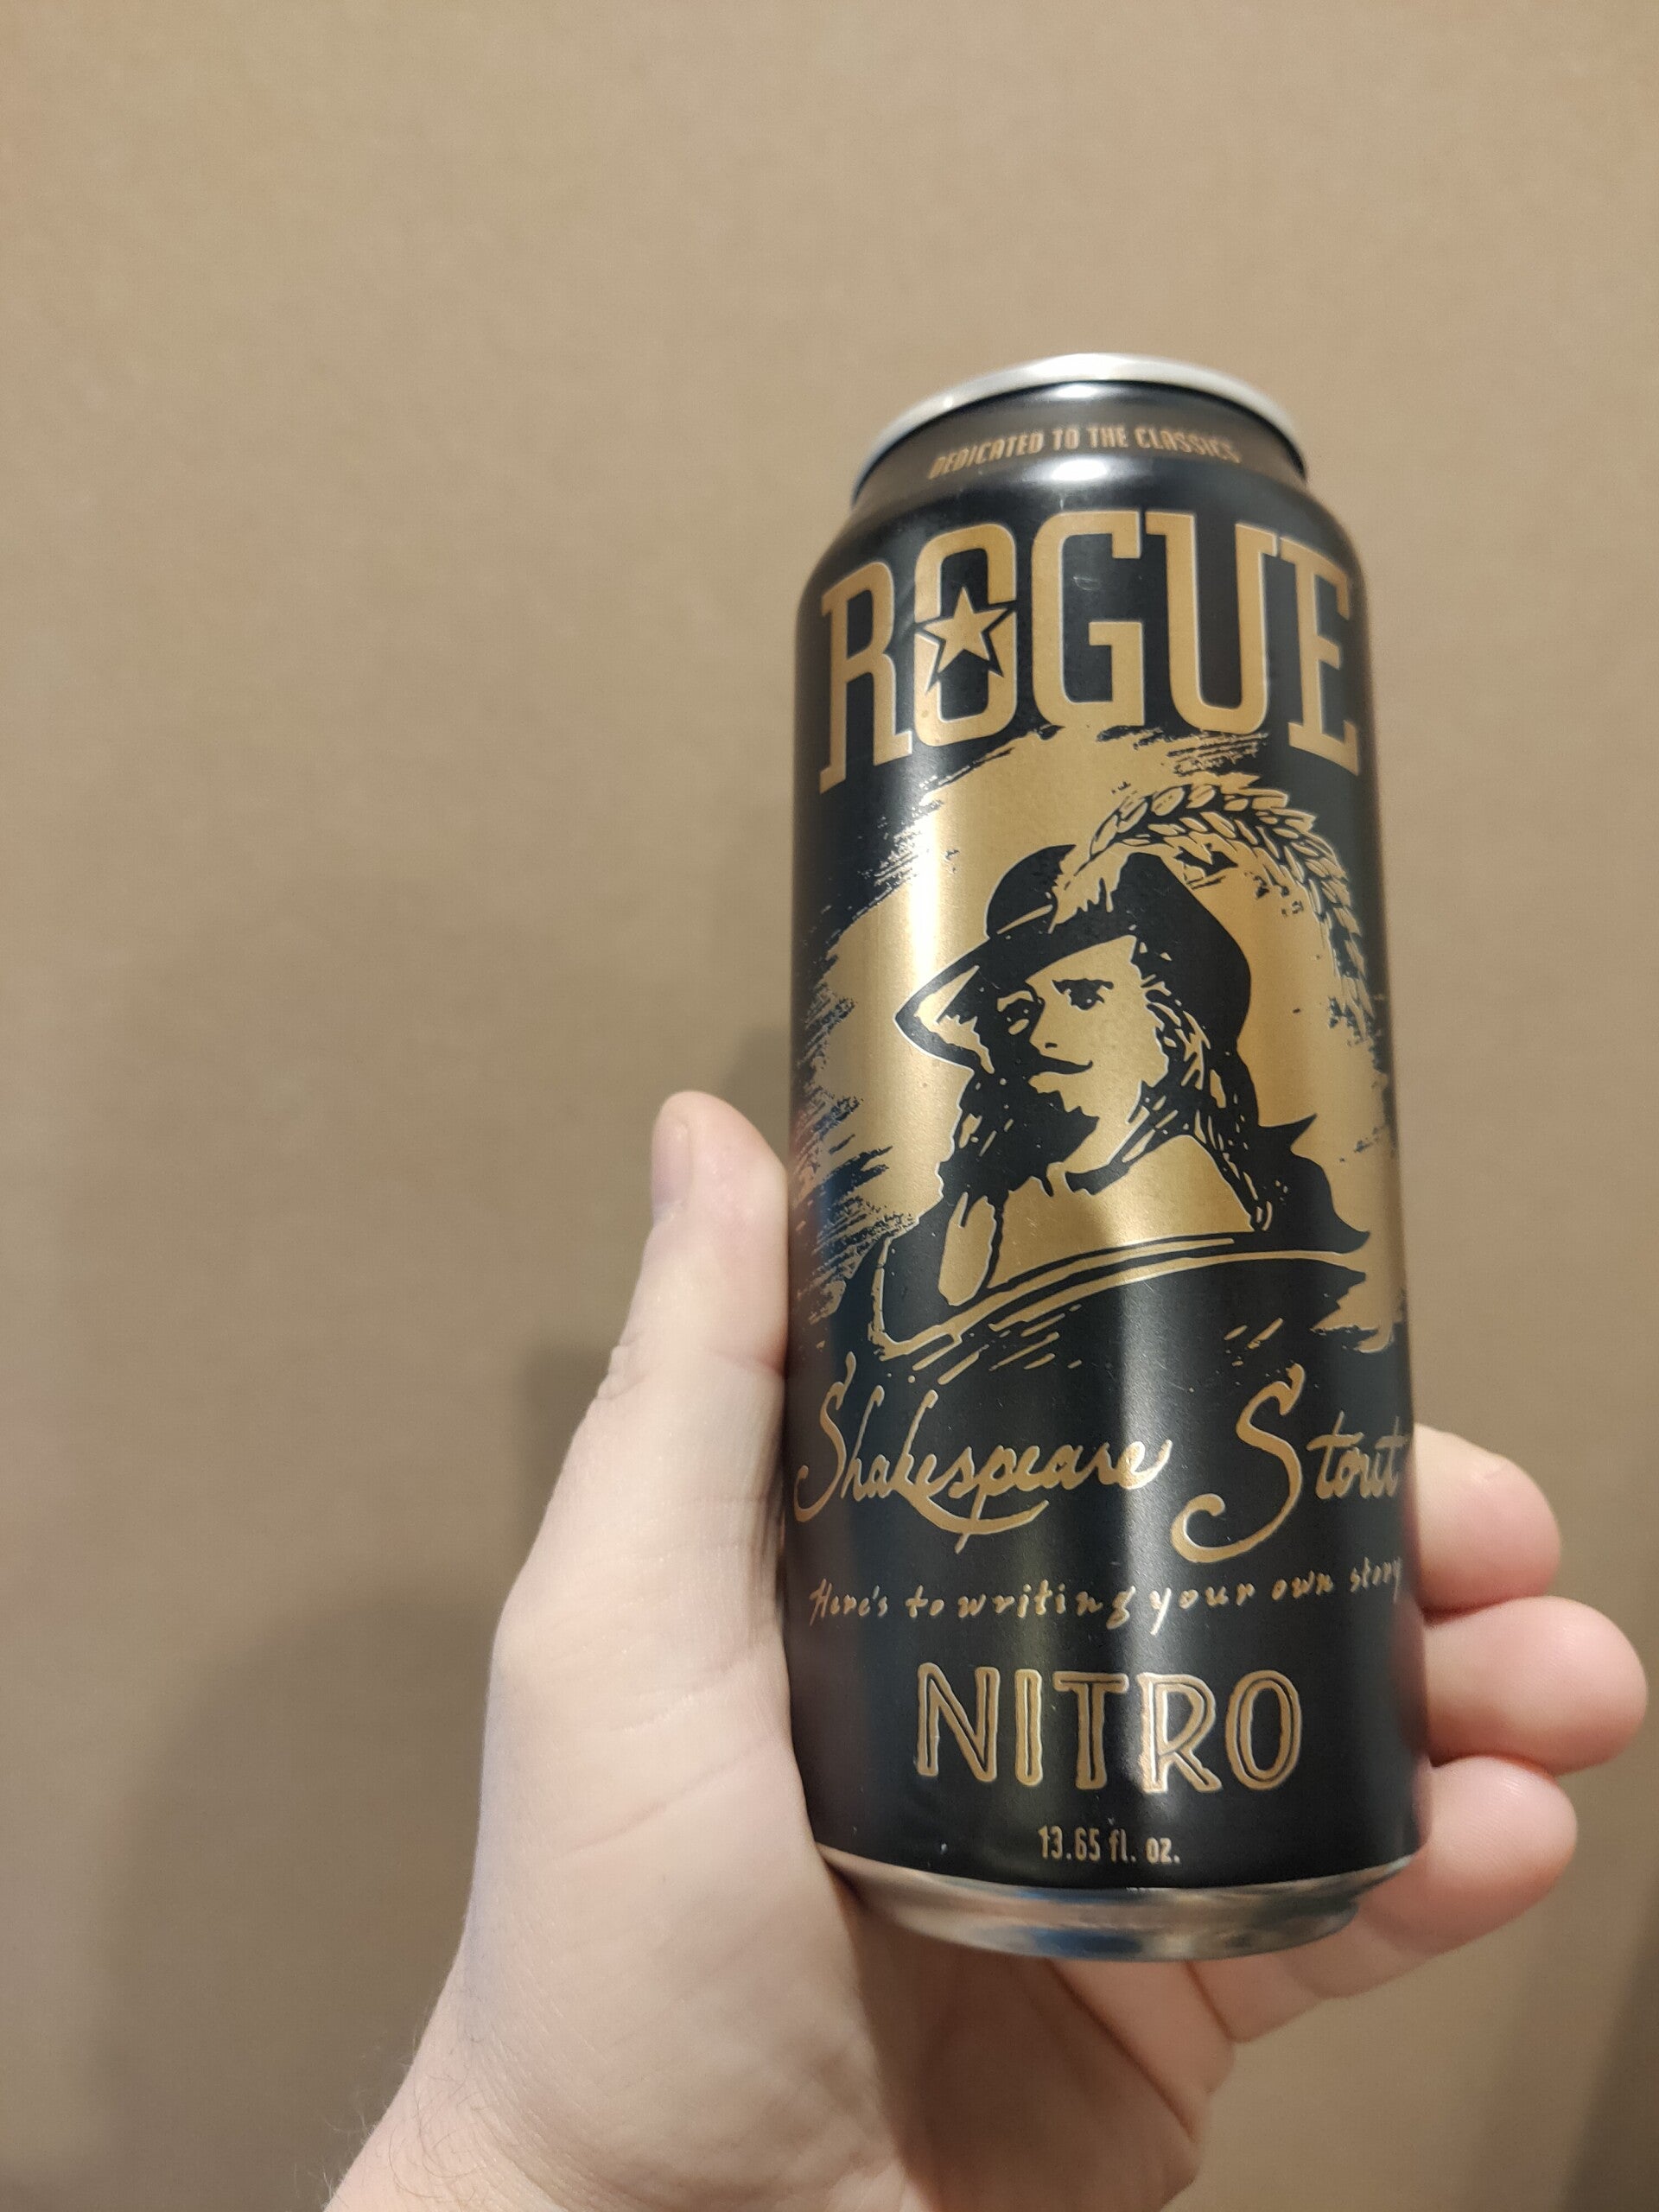 DEDICATED TO THE CLASSICS
ROGUE
Shakespeare Stout
Here's to writing your own story
NITRO
13.65 fl. oz.